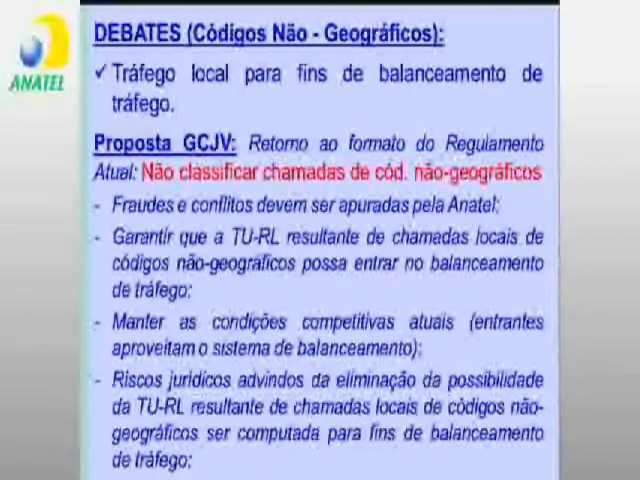 ANATEL
DEBATES (Códigos Não - Geográficos):
✓ Tráfego local para fins de balanceamento de
tráfego.
Proposta GCJV: Retorno ao formato do Regulamento
Atual: Não classificar chamadas de cód. não-geográficos
- Fraudes e conflitos devem ser apuradas pela Anatel;
- Garantir que a TU-RL resultante de chamadas locais de
códigos não-geográficos possa entrar no balanceamento
de tráfego;
- Manter as condições competitivas atuais (entrantes
aproveitam o sistema de balanceamento);
- Riscos jurídicos advindos da eliminação da possibilidade
da TU-RL resultante de chamadas locais de códigos não-
geográficos ser computada para fins de balanceamento
de tráfego;